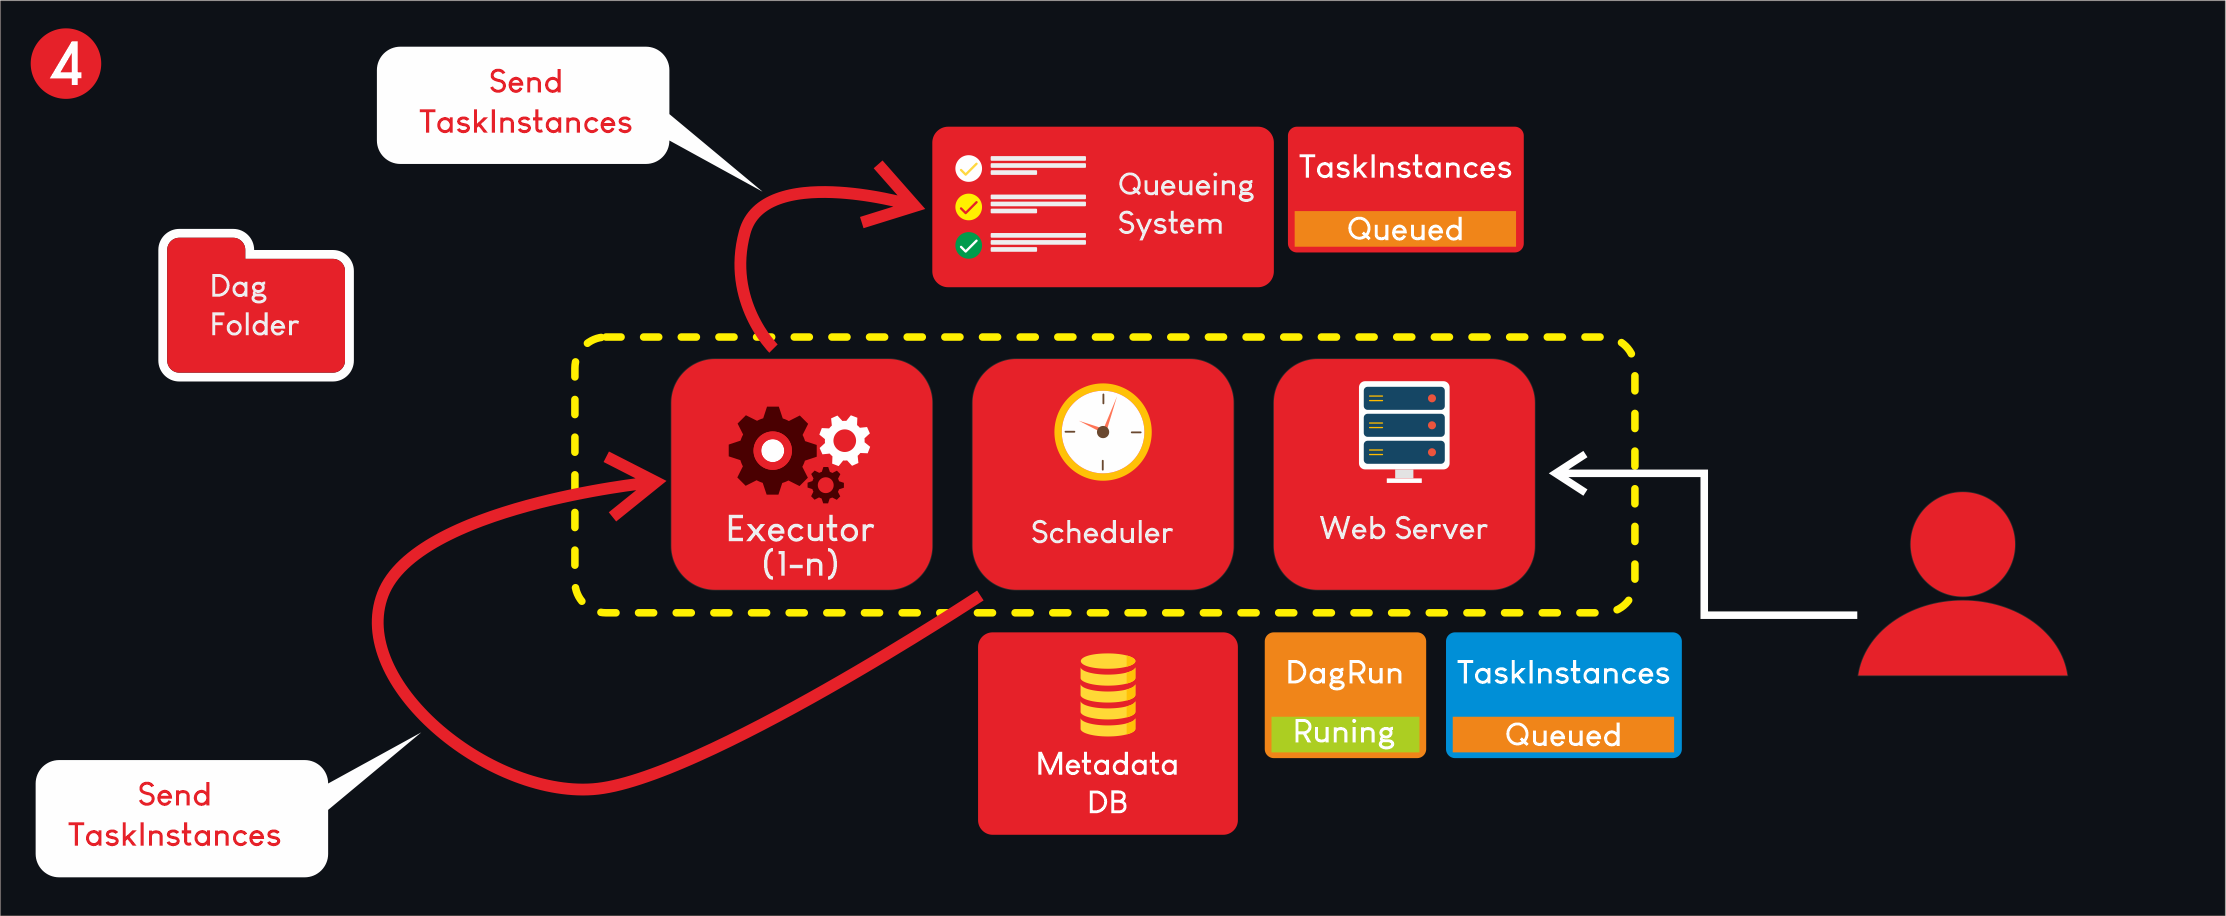 4
Send
TaskInstances
Queueing
System
TaskInstances
Queued
Dag
Folder
Executor
(1-n)
Scheduler
Web Server
Metadata
DB
DagRun
Runing
TaskInstances
Queued
Send
TaskInstances